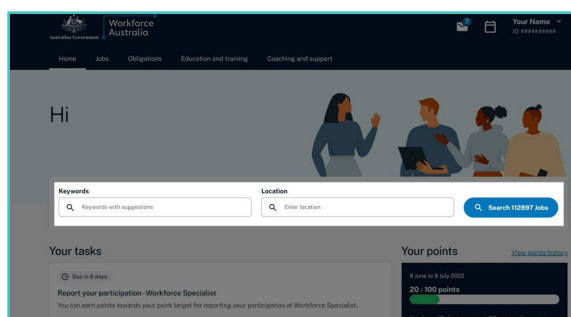 Australian Government
Workforce
Australia
7
Your Name
ID: ##########
Home Jobs Obligations Education and training Coaching and support
Hi
Keywords Location
Keywords with suggestions Enter location Search 112897 Jobs
Your tasks Your points View points history
Due in 6 days.
9 June to 8 July 2022
Report your participation - Workforce Specialist
20 / 100 points
You can earn points towards your point target for reporting your participation at Workforce Specialist.